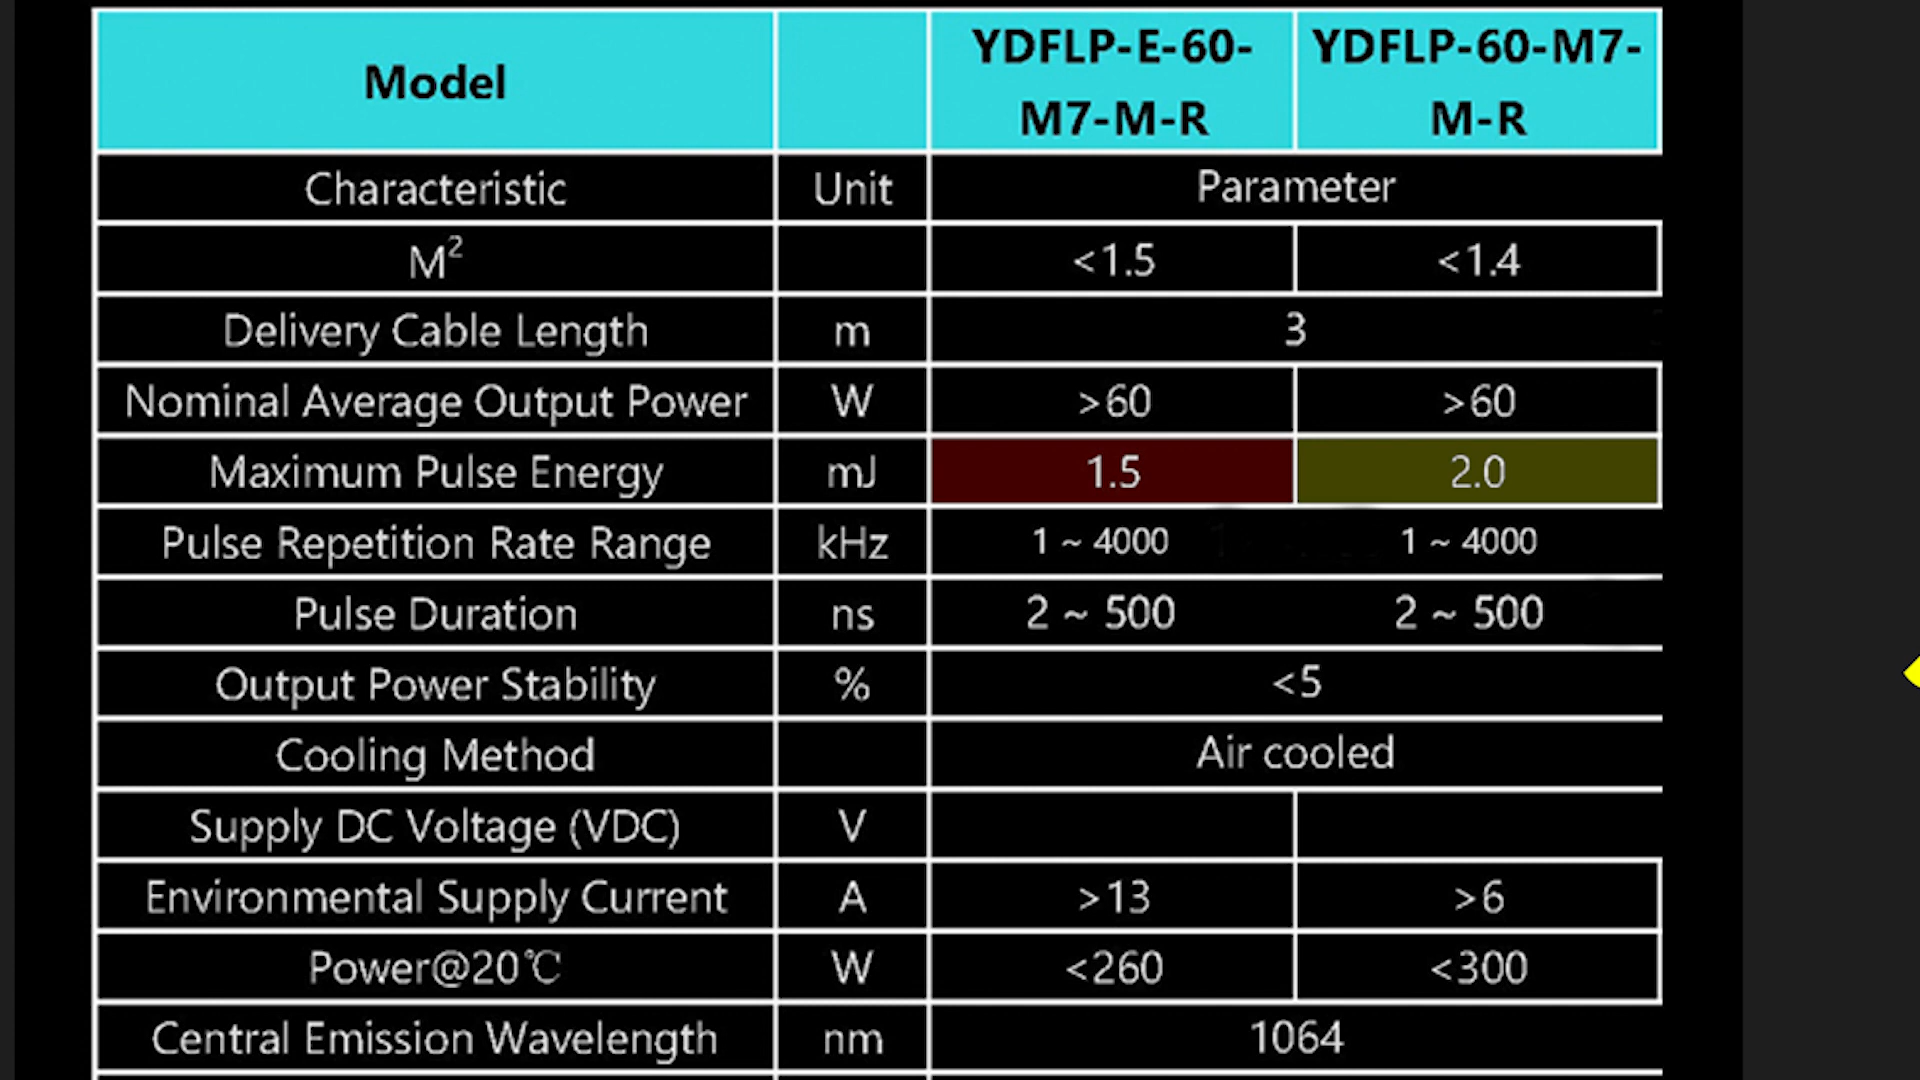 Model YDFLP-E-60-M7-M-R YDFLP-60-M7-M-R
Characteristic Unit Parameter
M² <1.5 <1.4
Delivery Cable Length m 3
Nominal Average Output Power W >60 >60
Maximum Pulse Energy mJ 1.5 2.0
Pulse Repetition Rate Range kHz 1 ~ 4000 1 ~ 4000
Pulse Duration ns 2 ~ 500 2 ~ 500
Output Power Stability % <5
Cooling Method Air cooled
Supply DC Voltage (VDC) V
Environmental Supply Current A >13 >6
Power@20℃ W <260 <300
Central Emission Wavelength nm 1064